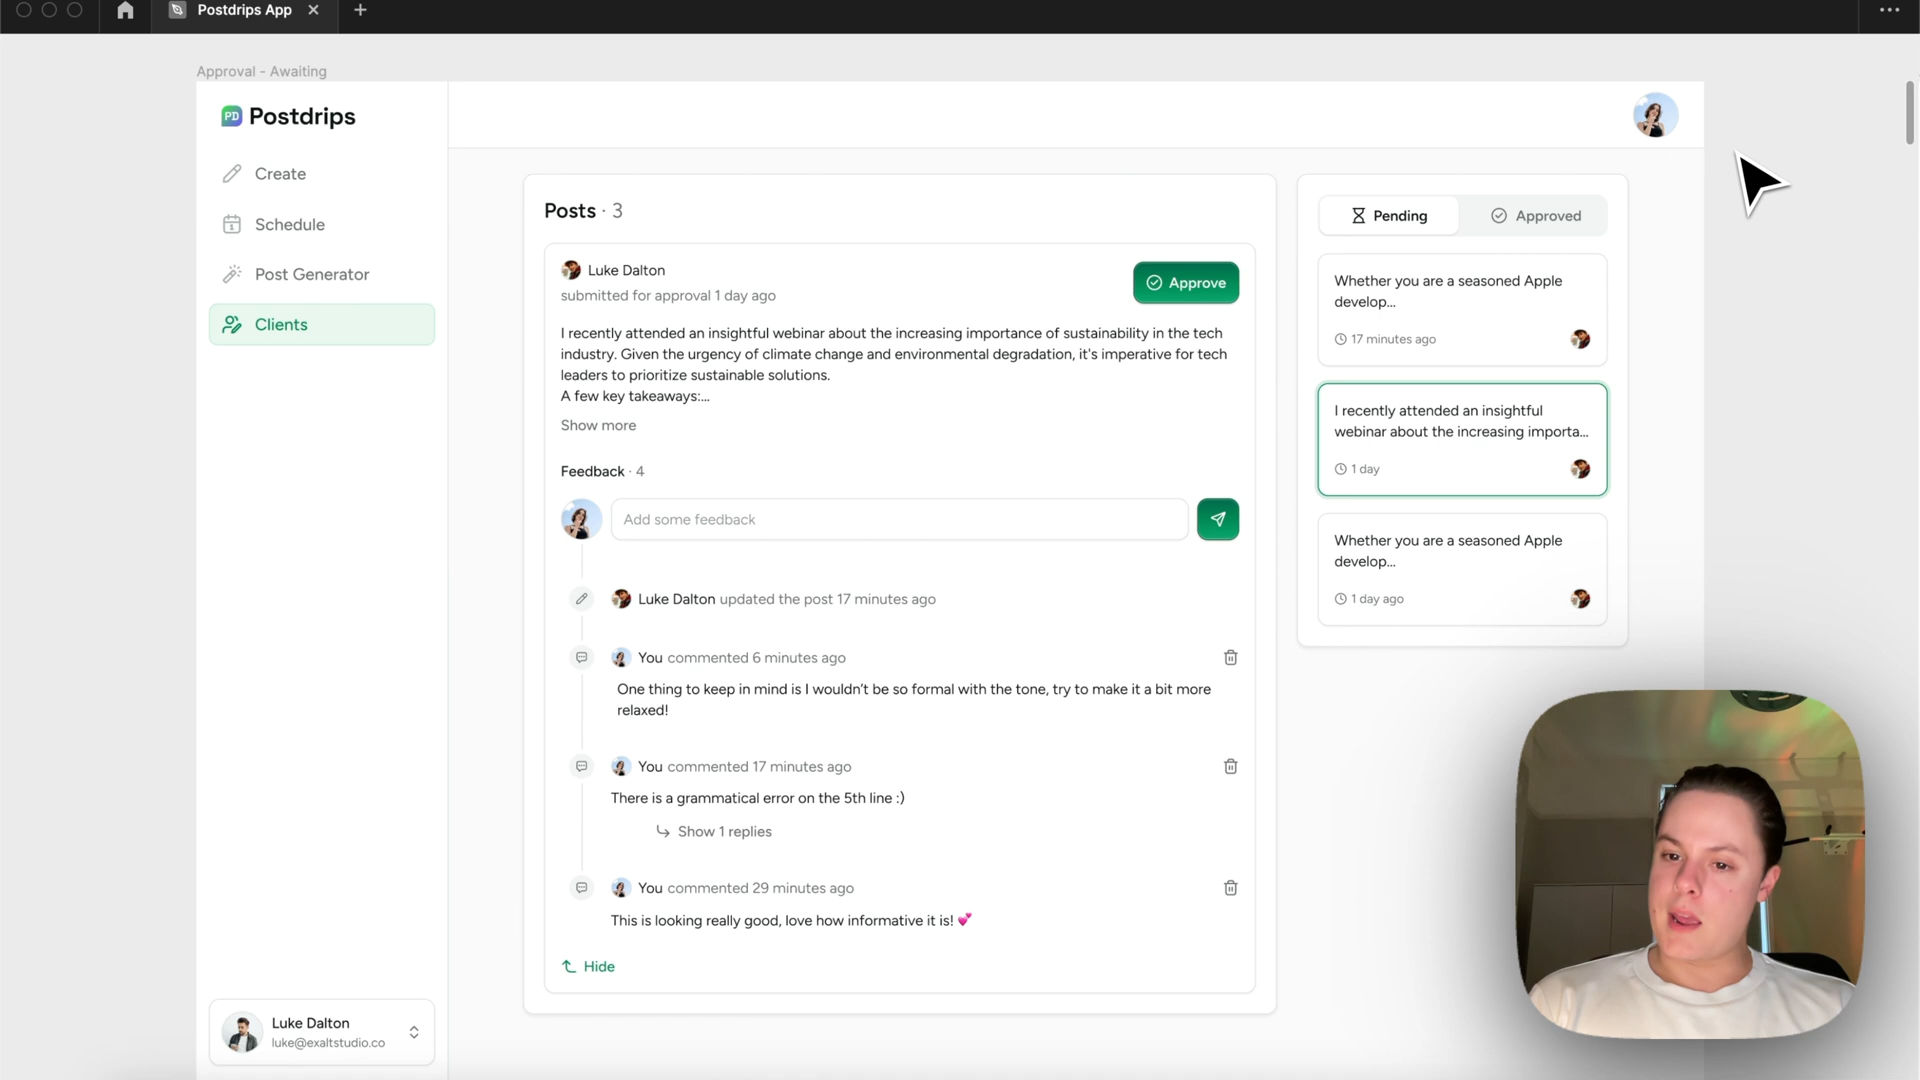 Postdrips App
Approval - Awaiting
PD Postdrips
Create
Schedule
Post Generator
Clients
Luke Dalton
luke@exaltstudio.co
Posts · 3
Luke Dalton
submitted for approval 1 day ago
Approve
I recently attended an insightful webinar about the increasing importance of sustainability in the tech
industry. Given the urgency of climate change and environmental degradation, it's imperative for tech
leaders to prioritize sustainable solutions.
A few key takeaways:...
Show more
Feedback · 4
Add some feedback
Luke Dalton updated the post 17 minutes ago
You commented 6 minutes ago
One thing to keep in mind is I wouldn't be so formal with the tone, try to make it a bit more
relaxed!
You commented 17 minutes ago
There is a grammatical error on the 5th line :)
Show 1 replies
You commented 29 minutes ago
This is looking really good, love how informative it is! 💕
Hide
Pending
Approved
Whether you are a seasoned Apple
develop...
17 minutes ago
I recently attended an insightful
webinar about the increasing importa...
1 day
Whether you are a seasoned Apple
develop...
1 day ago